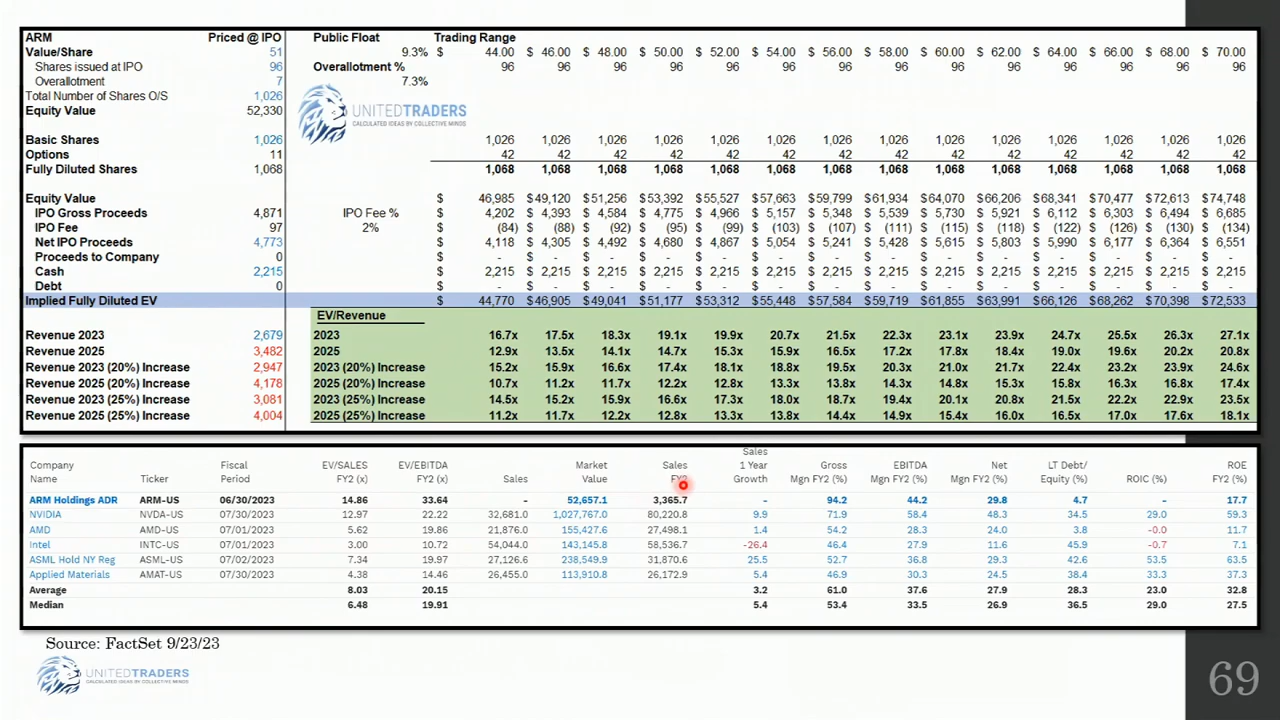 ARM Priced @ IPO Public Float Trading Range
Value/Share 51 9.3% $ 44.00 $ 46.00 $ 48.00 $ 50.00 $ 52.00 $ 54.00 $ 56.00 $ 58.00 $ 60.00 $ 62.00 $ 64.00 $ 66.00 $ 68.00 $ 70.00
Shares issued at IPO 96 Overallotment % 96 96 96 96 96 96 96 96 96 96 96 96 96 96
Overallotment 7 7.3%
Total Number of Shares O/S 1,026
Equity Value 52,330
UNITEDTRADERS
CALCULATED IDEAS BY COLLECTIVE MINDS
Basic Shares 1,026 1,026 1,026 1,026 1,026 1,026 1,026 1,026 1,026 1,026 1,026 1,026 1,026 1,026 1,026
Options 11 42 42 42 42 42 42 42 42 42 42 42 42 42 42
Fully Diluted Shares 1,068 1,068 1,068 1,068 1,068 1,068 1,068 1,068 1,068 1,068 1,068 1,068 1,068 1,068 1,068
Equity Value $ 46,985 $49,120 $51,256 $53,392 $55,527 $57,663 $59,799 $61,934 $64,070 $66,206 $68,341 $70,477 $72,613 $74,748
IPO Gross Proceeds 4,871 IPO Fee % $ 4,202 $ 4,393 $ 4,584 $ 4,775 $ 4,966 $ 5,157 $ 5,348 $ 5,539 $ 5,730 $ 5,921 $ 6,112 $ 6,303 $ 6,494 $ 6,685
IPO Fee 97 2% $ (84) $ (88) $ (92) $ (95) $ (99) $ (103) $ (107) $ (111) $ (115) $ (118) $ (122) $ (126) $ (130) $ (134)
Net IPO Proceeds 4,773 $ 4,118 $ 4,305 $ 4,492 $ 4,680 $ 4,867 $ 5,054 $ 5,241 $ 5,428 $ 5,615 $ 5,803 $ 5,990 $ 6,177 $ 6,364 $ 6,551
Proceeds to Company 0 $ - $ - $ - $ - $ - $ - $ - $ - $ - $ - $ - $ - $ - $ -
Cash 2,215 $ 2,215 $ 2,215 $ 2,215 $ 2,215 $ 2,215 $ 2,215 $ 2,215 $ 2,215 $ 2,215 $ 2,215 $ 2,215 $ 2,215 $ 2,215 $ 2,215
Debt 0 $ - $ - $ - $ - $ - $ - $ - $ - $ - $ - $ - $ - $ - $ -
Implied Fully Diluted EV $ 44,770 $46,905 $49,041 $51,177 $53,312 $55,448 $57,584 $59,719 $61,855 $63,991 $66,126 $68,262 $70,398 $72,533
EV/Revenue
Revenue 2023 2,679 2023 16.7x 17.5x 18.3x 19.1x 19.9x 20.7x 21.5x 22.3x 23.1x 23.9x 24.7x 25.5x 26.3x 27.1x
Revenue 2025 3,482 2025 12.9x 13.5x 14.1x 14.7x 15.3x 15.9x 16.5x 17.2x 17.8x 18.4x 19.0x 19.6x 20.2x 20.8x
Revenue 2023 (20%) Increase 2,947 2023 (20%) Increase 15.2x 15.9x 16.6x 17.4x 18.1x 18.8x 19.5x 20.3x 21.0x 21.7x 22.4x 23.2x 23.9x 24.6x
Revenue 2025 (20%) Increase 4,178 2025 (20%) Increase 10.7x 11.2x 11.7x 12.2x 12.8x 13.3x 13.8x 14.3x 14.8x 15.3x 15.8x 16.3x 16.8x 17.4x
Revenue 2023 (25%) Increase 3,081 2023 (25%) Increase 14.5x 15.2x 15.9x 16.6x 17.3x 18.0x 18.7x 19.4x 20.1x 20.8x 21.5x 22.2x 22.9x 23.5x
Revenue 2025 (25%) Increase 4,004 2025 (25%) Increase 11.2x 11.7x 12.2x 12.8x 13.3x 13.8x 14.4x 14.9x 15.4x 16.0x 16.5x 17.0x 17.6x 18.1x
Sales
Company Fiscal EV/SALES EV/EBITDA Market Sales 1 Year Gross EBITDA Net LT Debt/ ROE
Name Ticker Period FY2 (x) FY2 (x) Sales Value Growth Mgn FY2 (%) Mgn FY2 (%) Mgn FY2 (%) Equity (%) ROIC (%) FY2 (%)
ARM Holdings ADR ARM-US 06/30/2023 14.86 33.64 - 52,657.1 3,365.7 - 94.2 44.2 29.8 4.7 - 17.7
NVIDIA NVDA-US 07/30/2023 12.97 22.22 32,681.0 1,027,767.0 80,220.8 9.9 71.9 58.4 48.3 34.5 29.0 59.3
AMD AMD-US 07/01/2023 5.62 19.86 21,876.0 155,427.6 27,498.1 1.4 54.2 28.3 24.0 3.8 -0.0 11.7
Intel INTC-US 07/01/2023 3.00 10.72 54,044.0 143,145.8 58,536.7 -26.4 46.4 27.9 11.6 45.9 -0.7 7.1
ASML Hold NY Reg ASML-US 07/02/2023 7.34 19.97 27,126.6 238,549.9 31,870.6 25.5 52.7 36.8 29.3 42.6 53.5 63.5
Applied Materials AMAT-US 07/30/2023 4.38 14.46 26,455.0 113,910.8 26,172.9 5.4 46.9 30.3 24.5 38.4 33.3 37.3
Average 8.03 20.15 3.2 61.0 37.6 27.9 28.3 23.0 32.8
Median 6.48 19.91 5.4 53.4 33.5 26.9 36.5 29.0 27.5
Source: FactSet 9/23/23
UNITEDTRADERS
CALCULATED IDEAS BY COLLECTIVE MINDS
69